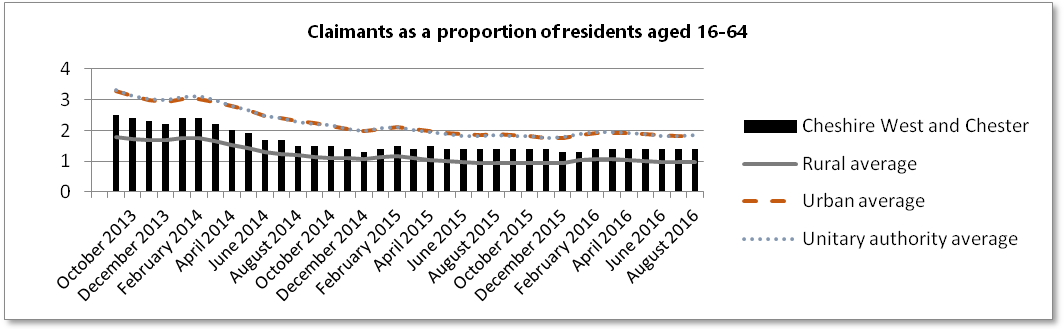 Claimants as a proportion of residents aged 16-64
4
3
2
1
0
October 2013
December 2013
February 2014
April 2014
June 2014
August 2014
October 2014
December 2014
February 2015
April 2015
June 2015
August 2015
October 2015
December 2015
February 2016
April 2016
June 2016
August 2016
Cheshire West and Chester
Rural average
Urban average
Unitary authority average